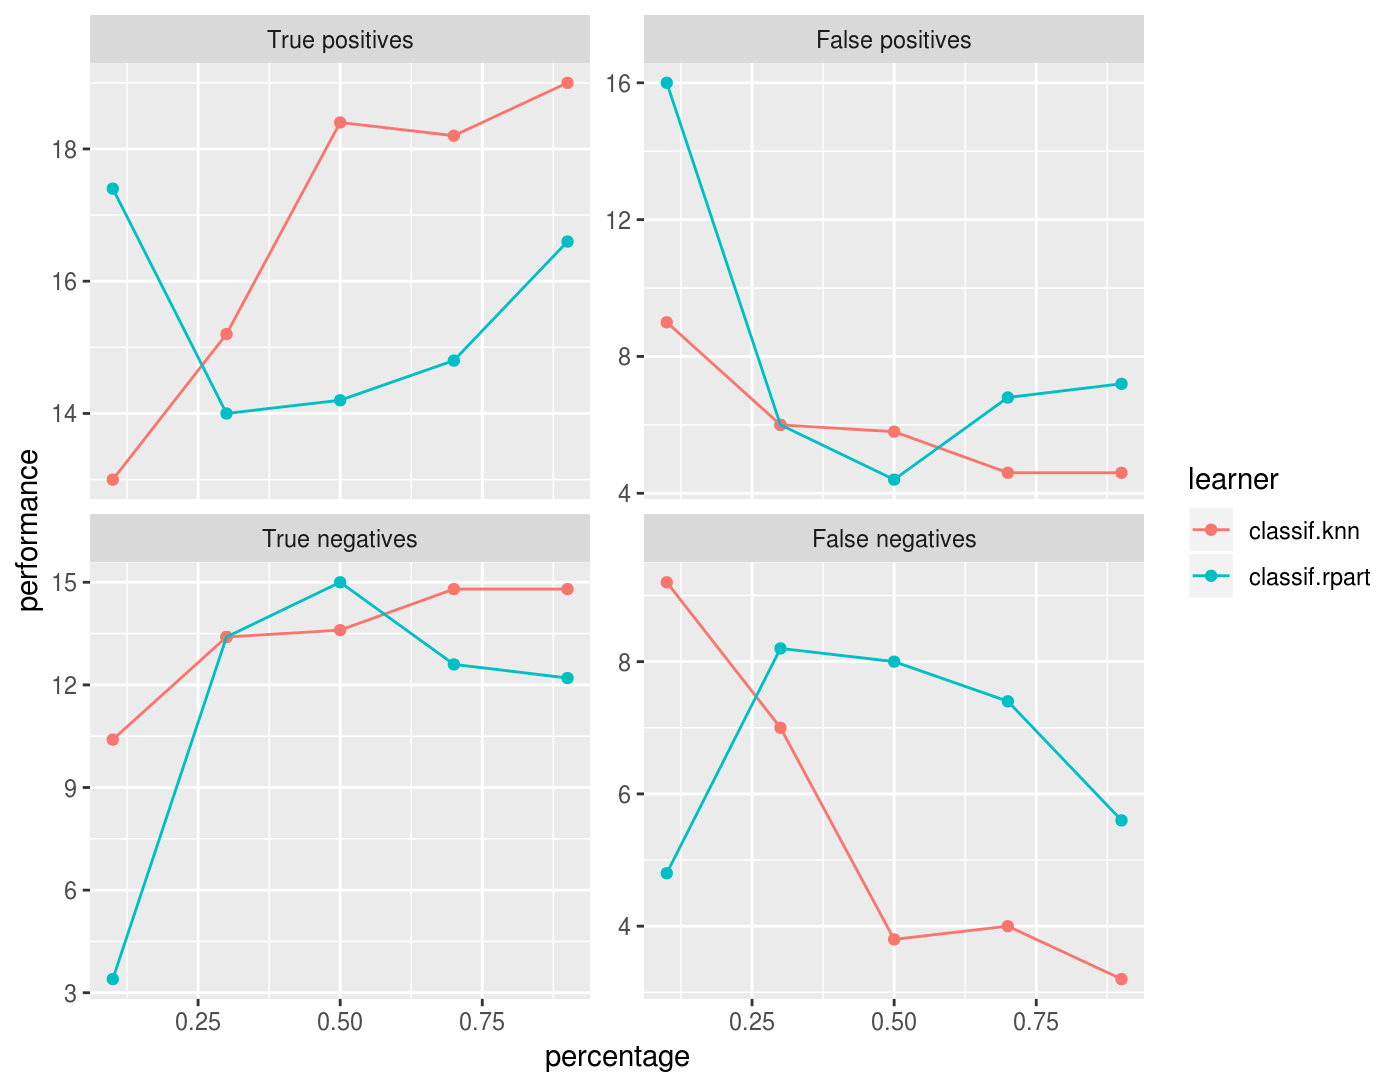 True positives
False positives
18
16
14
16
12
8
4
True negatives
False negatives
15
12
9
6
3
8
6
4
0.25 0.50 0.75
0.25 0.50 0.75
percentage
performance
learner
classif.knn
classif.rpart